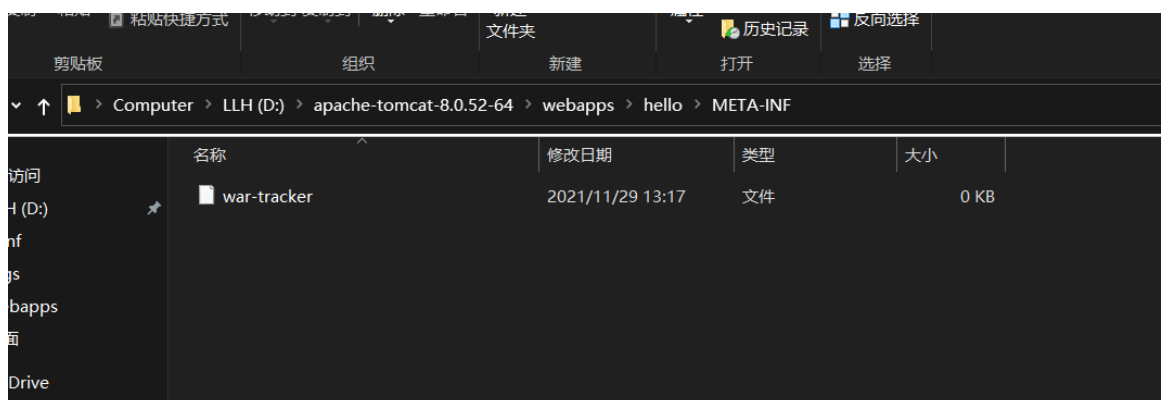 粘贴快捷方式
文件夹
历史记录
反向选择
剪贴板 组织 新建 打开 选择
Computer > LLH (D:) > apache-tomcat-8.0.52-64 > webapps > hello > META-INF
名称 修改日期 类型 大小
访问
war-tracker 2021/11/29 13:17 文件 0 KB
H (D:)
nf
gs
bapps
面
Drive